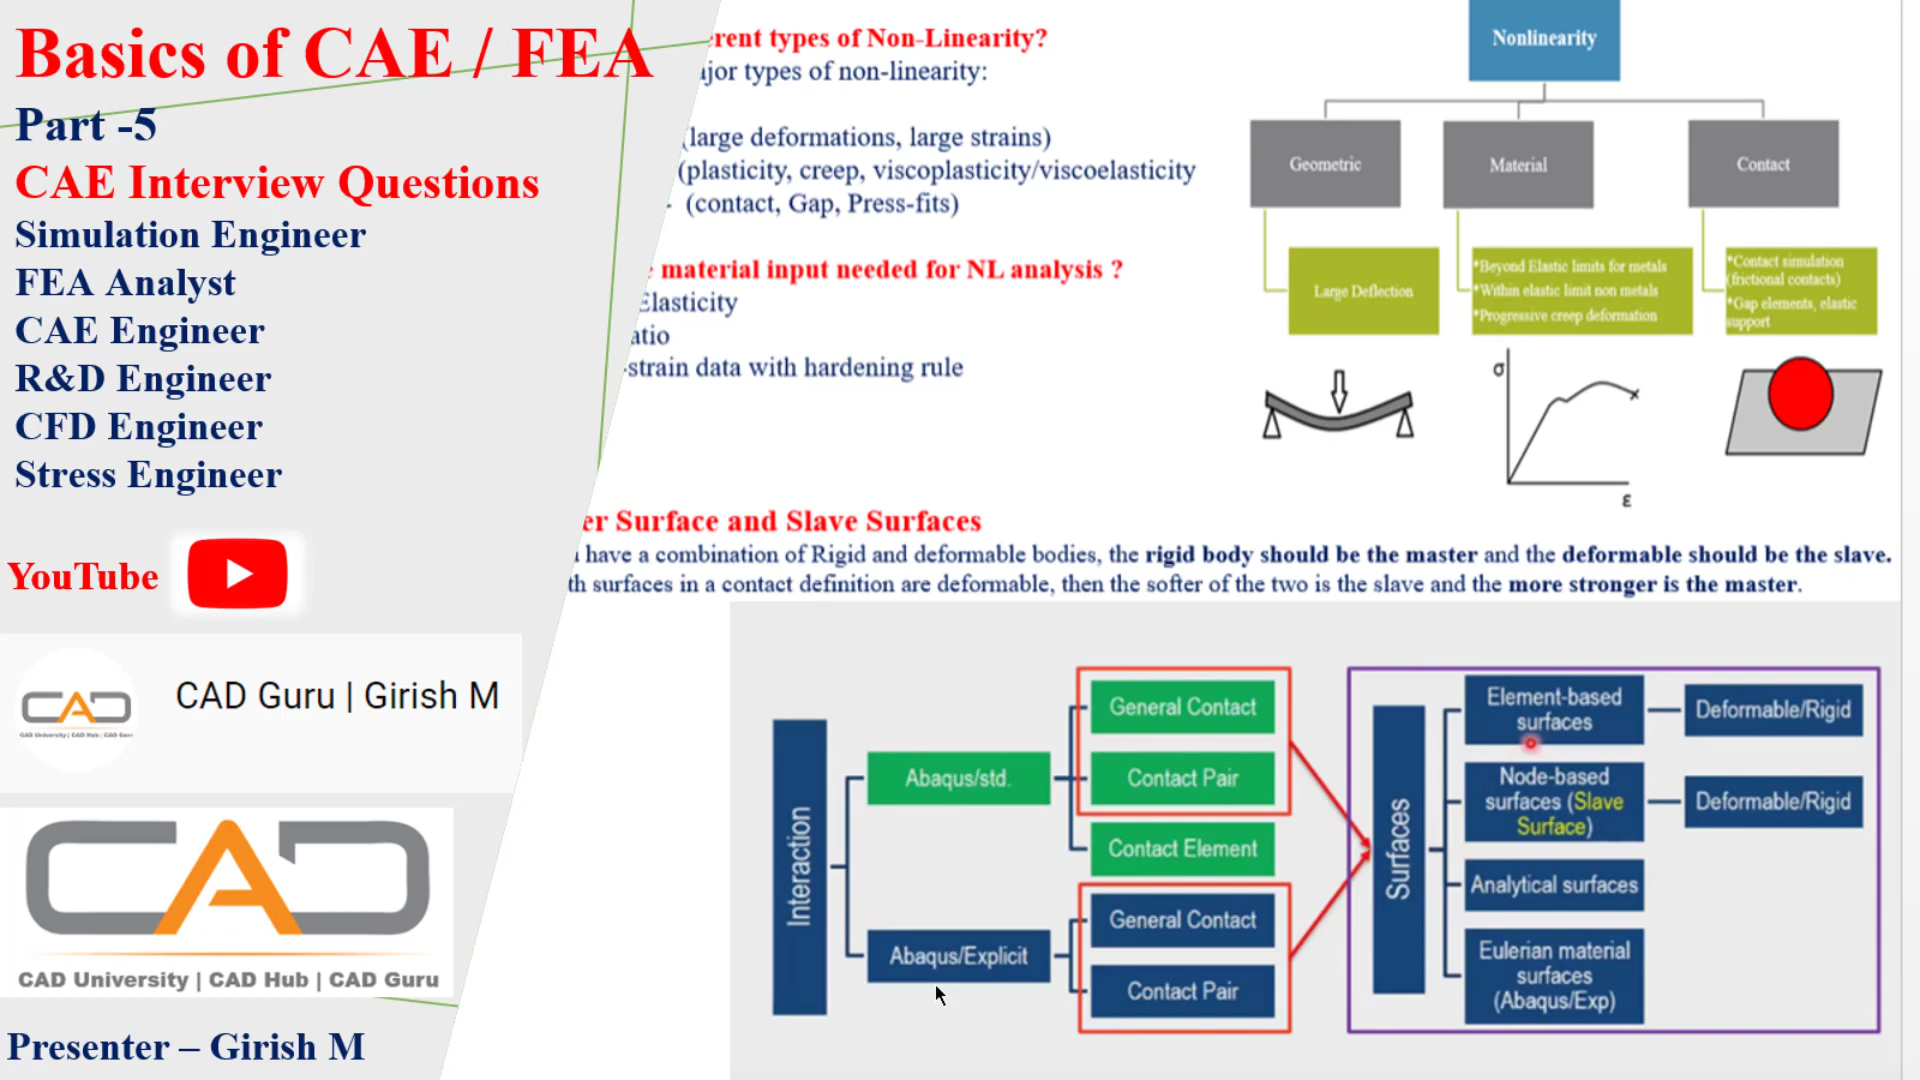 Basics of CAE / FEA
Part -5
CAE Interview Questions
Simulation Engineer
FEA Analyst
CAE Engineer
R&D Engineer
CFD Engineer
Stress Engineer
YouTube
CAD Guru | Girish M
CAD
CAD University | CAD Hub | CAD Guru
CAD
CAD University | CAD Hub | CAD Guru
Presenter – Girish M
types of Non-Linearity?
types of non-linearity:
(large deformations, large strains)
(plasticity, creep, viscoplasticity/viscoelasticity
(contact, Gap, Press-fits)
material input needed for NL analysis ?
Elasticity
-strain data with hardening rule
Surface and Slave Surfaces
have a combination of Rigid and deformable bodies, the rigid body should be the master and the deformable should be the slave.
surfaces in a contact definition are deformable, then the softer of the two is the slave and the more stronger is the master.
Nonlinearity
Geometric
Material
Contact
Large Deflection
*Beyond Elastic limits for metals
*Within elastic limit non metals
*Progressive creep deformation
*Contact simulation
(frictional contacts)
*Gap elements, elastic
support
σ
ε
Interaction
Abaqus/std.
Abaqus/Explicit
General Contact
Contact Pair
Contact Element
General Contact
Contact Pair
Surfaces
Element-based
surfaces
Deformable/Rigid
Node-based
surfaces (Slave
Surface)
Deformable/Rigid
Analytical surfaces
Eulerian material
surfaces
(Abaqus/Exp)